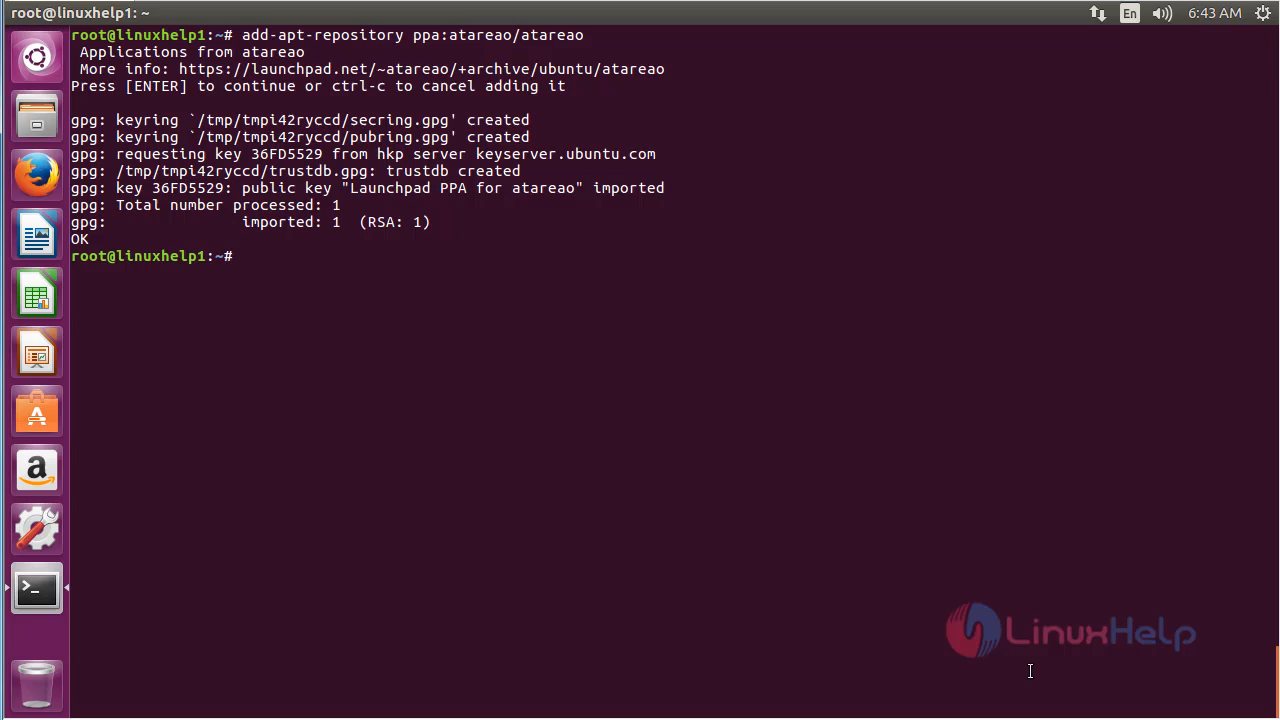 root@linuxhelp1: ~
En
6:43 AM
root@linuxhelp1:~# add-apt-repository ppa:atareao/atareao
Applications from atareao
More info: https://launchpad.net/~atareao/+archive/ubuntu/atareao
Press [ENTER] to continue or ctrl-c to cancel adding it
gpg: keyring `/tmp/tmpi42ryccd/secring.gpg' created
gpg: keyring `/tmp/tmpi42ryccd/pubring.gpg' created
gpg: requesting key 36FD5529 from hkp server keyserver.ubuntu.com
gpg: /tmp/tmpi42ryccd/trustdb.gpg: trustdb created
gpg: key 36FD5529: public key "Launchpad PPA for atareao" imported
gpg: Total number processed: 1
gpg:               imported: 1  (RSA: 1)
OK
root@linuxhelp1:~#
LinuxHelp